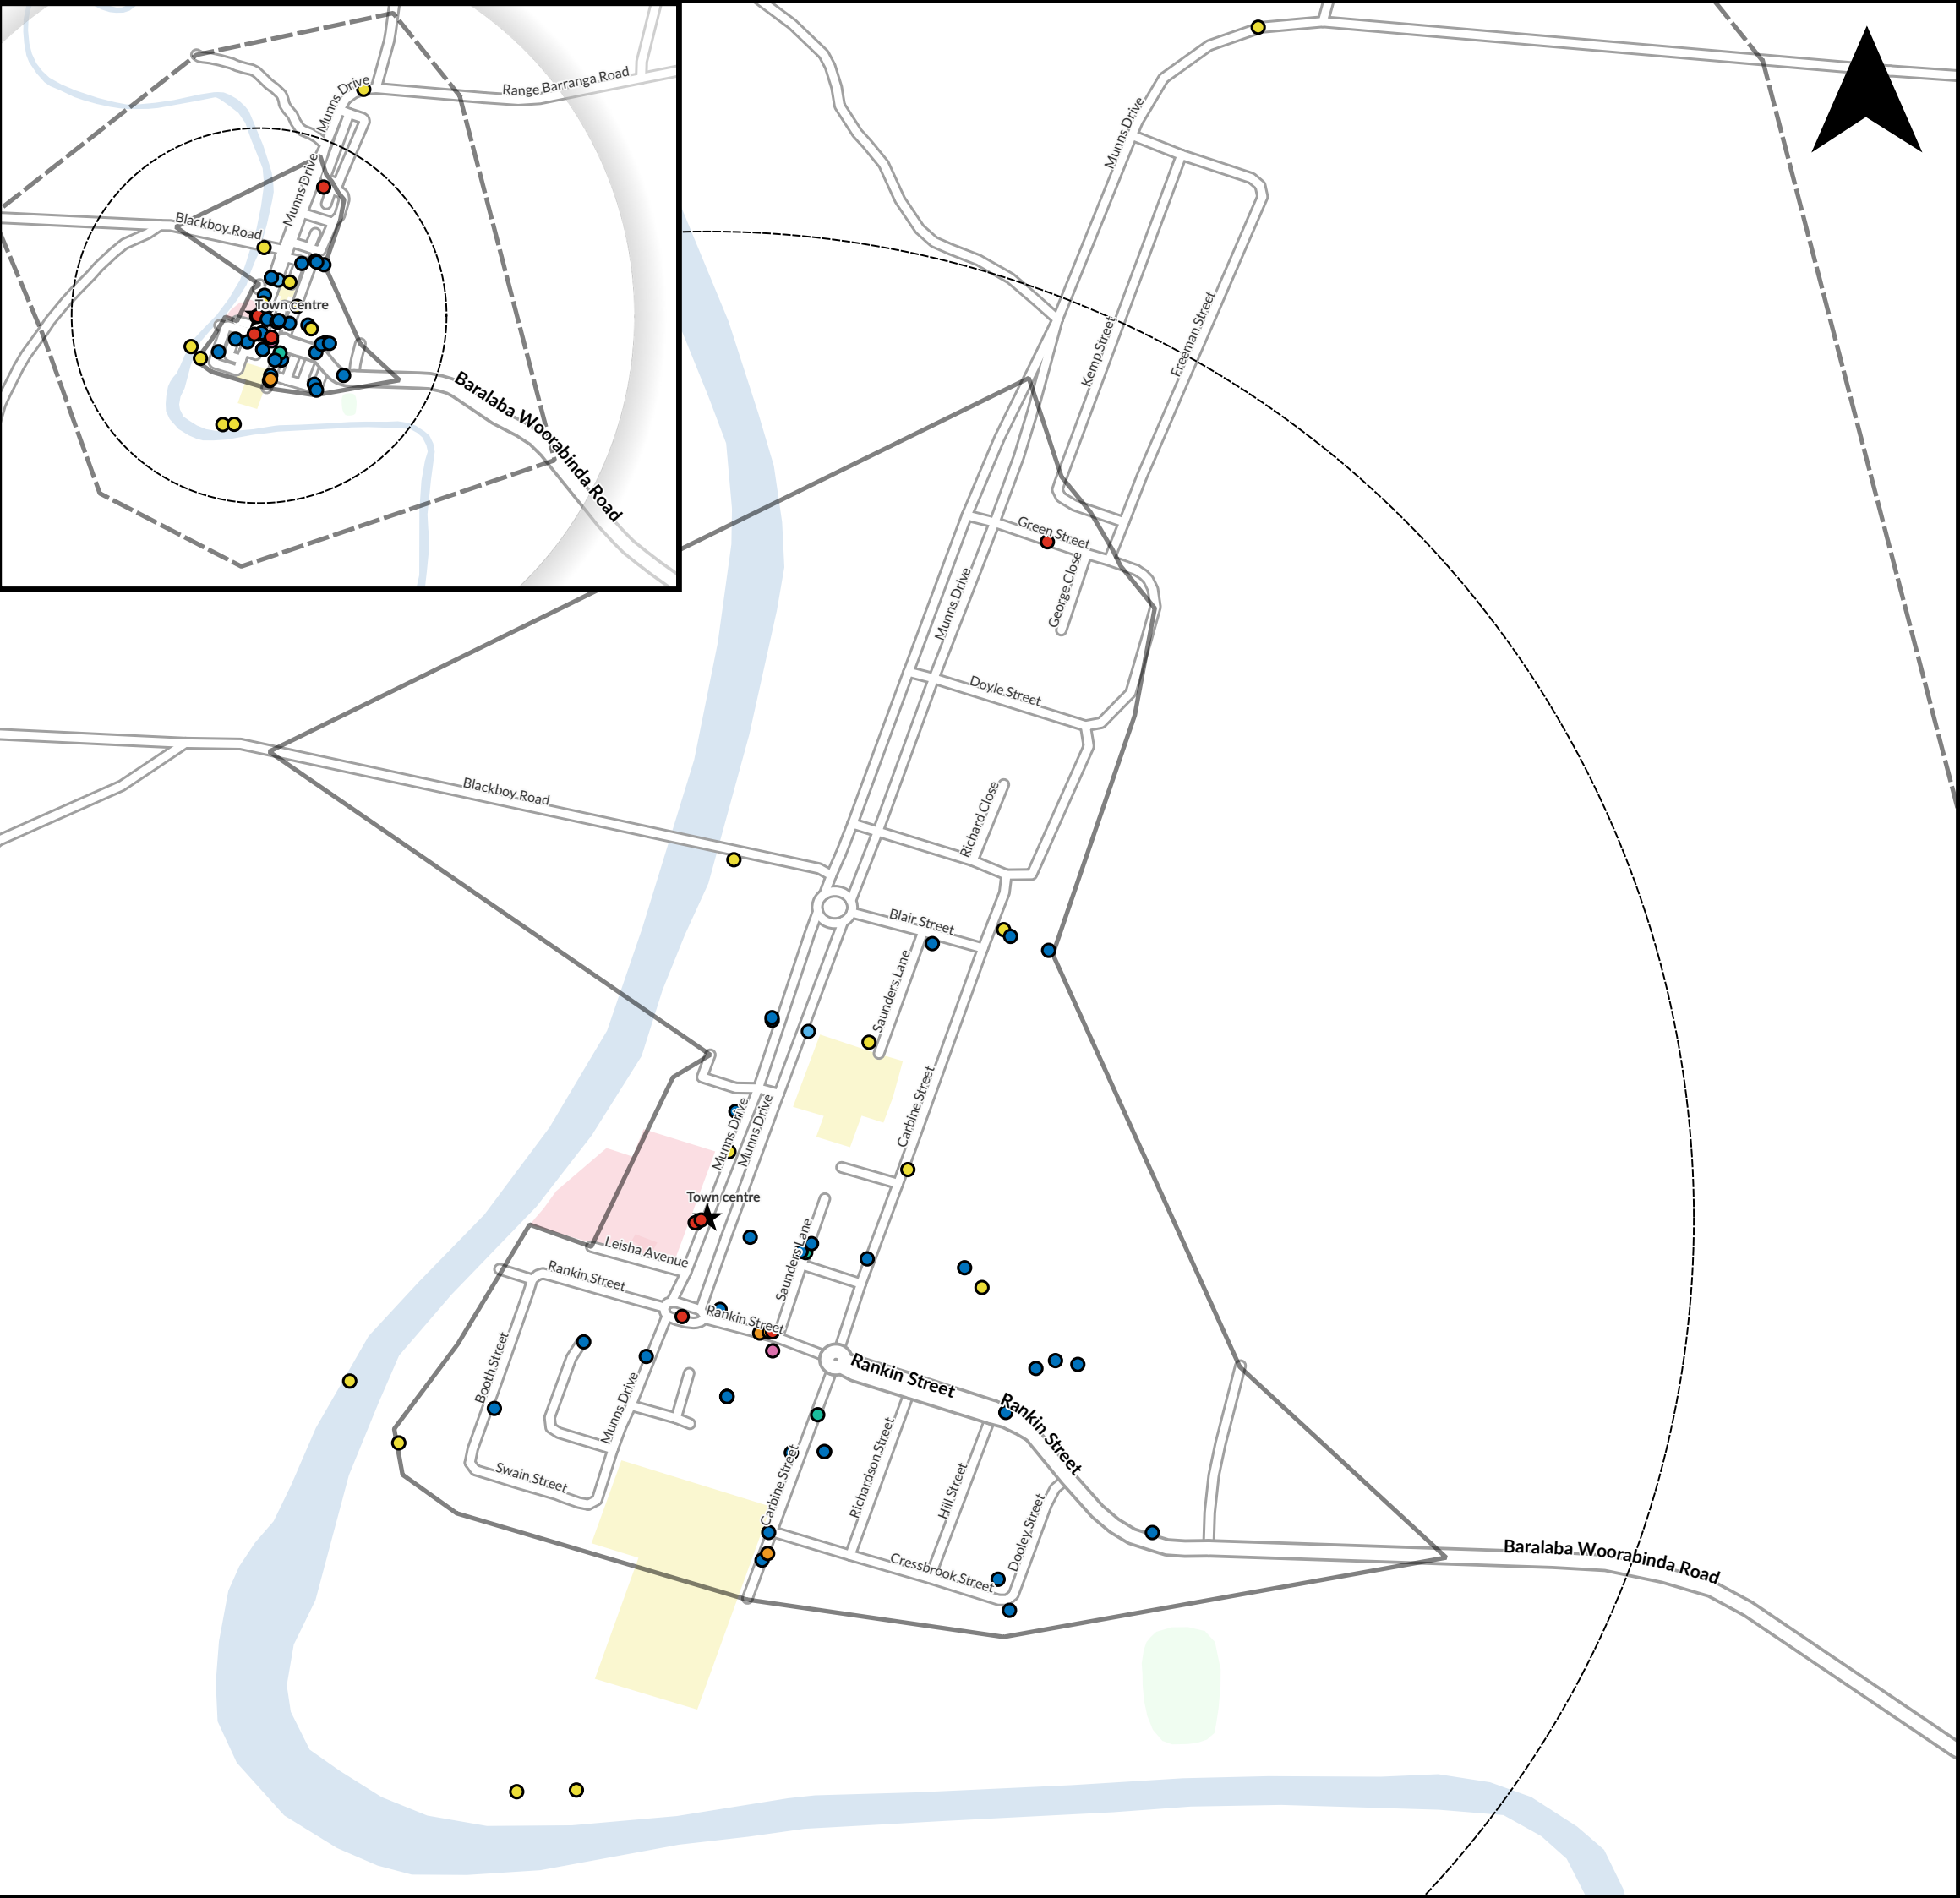 Munns Drive
Range Barranga Road
Munns Drive
Blackboy Road
Town centre
Baralaba Woorabinda Road
Munns Drive
Kemp Street
Freeman Street
Green Street
George Close
Munns Drive
Doyle Street
Blackboy Road
Richard Close
Blair Street
Saunders Lane
Carbine Street
Munns Drive
Munns Drive
Town centre
Leisha Avenue
Saunders Lane
Rankin Street
Rankin Street
Rankin Street
Rankin Street
Booth Street
Munns Drive
Swain Street
Carbine Street
Richardson Street
Hill Street
Dooley Street
Cressbrook Street
Baralaba Woorabinda Road